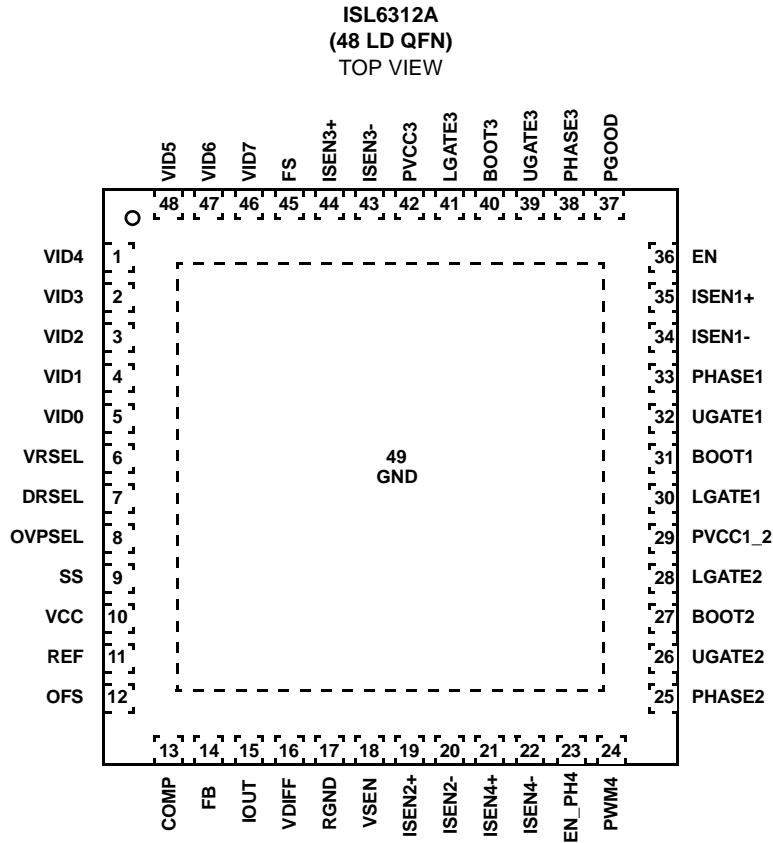 ISL6312A
(48 LD QFN)
TOP VIEW
VID5
VID6
VID7
FS
ISEN3+
ISEN3-
PVCC3
LGATE3
BOOT3
UGATE3
PHASE3
PGOOD
48 47 46 45 44 43 42 41 40 39 38 37
VID4 1
VID3 2
VID2 3
VID1 4
VID0 5
VRSEL 6
DRSEL 7
OVPSEL 8
SS 9
VCC 10
REF 11
OFS 12
49
GND
36 EN
35 ISEN1+
34 ISEN1-
33 PHASE1
32 UGATE1
31 BOOT1
30 LGATE1
29 PVCC1_2
28 LGATE2
27 BOOT2
26 UGATE2
25 PHASE2
13 14 15 16 17 18 19 20 21 22 23 24
COMP
FB
IOUT
VDIFF
RGND
VSEN
ISEN2+
ISEN2-
ISEN4+
ISEN4-
EN_PH4
PWM4